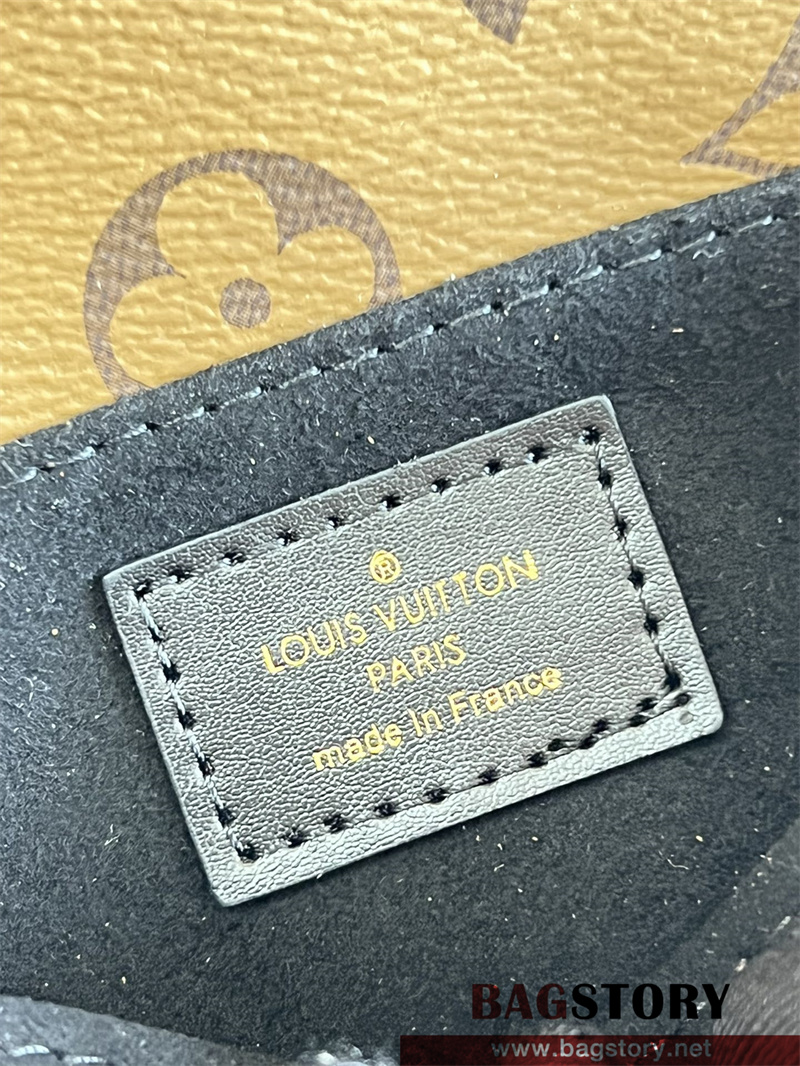 ®
LOUIS VUITTON
PARIS
made in France
BAGSTORY
www.bagstory.net